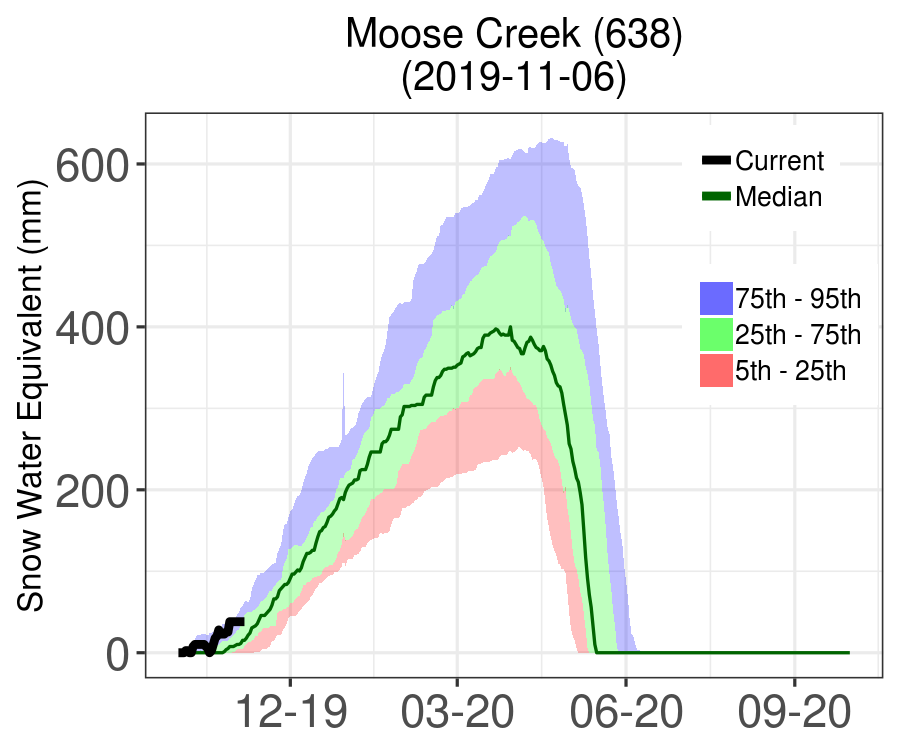 Moose Creek (638)
(2019-11-06)
Snow Water Equivalent (mm)
600
400
200
0
12-19
03-20
06-20
09-20
Current
Median
75th - 95th
25th - 75th
5th - 25th